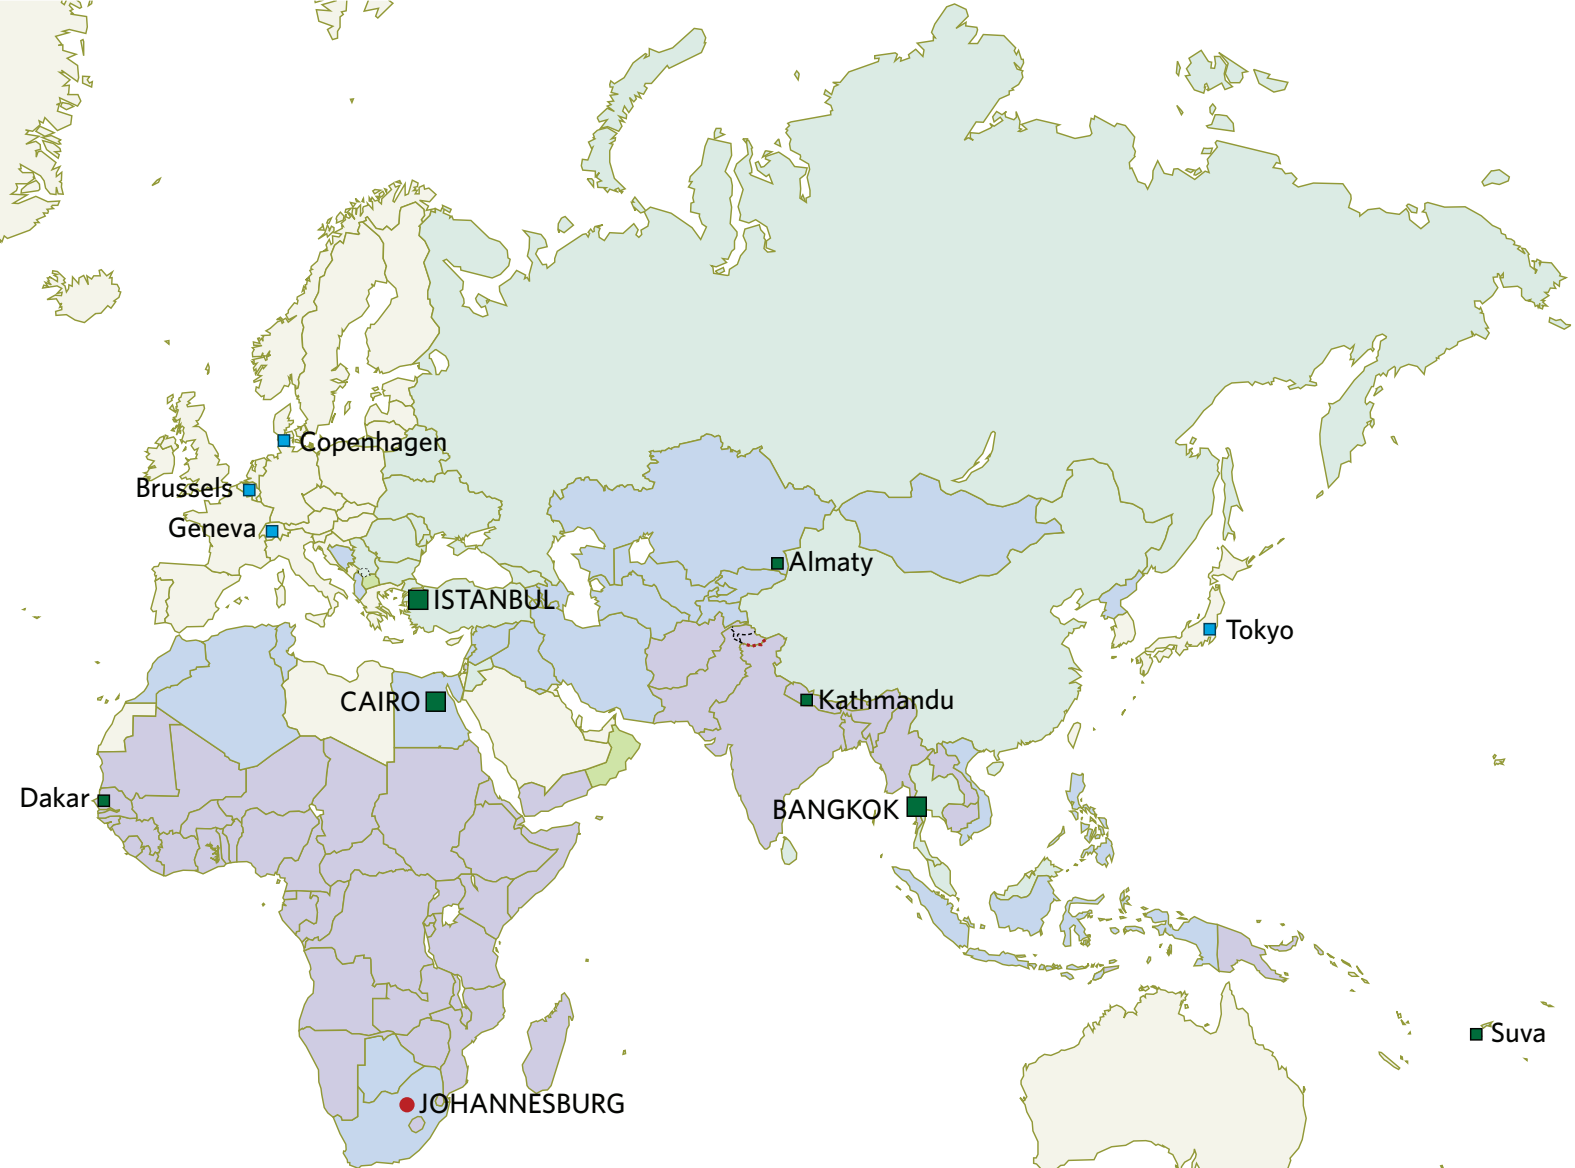 Copenhagen
Brussels
Geneva
Almaty
ISTANBUL
Tokyo
CAIRO
Kathmandu
Dakar
BANGKOK
Suva
JOHANNESBURG